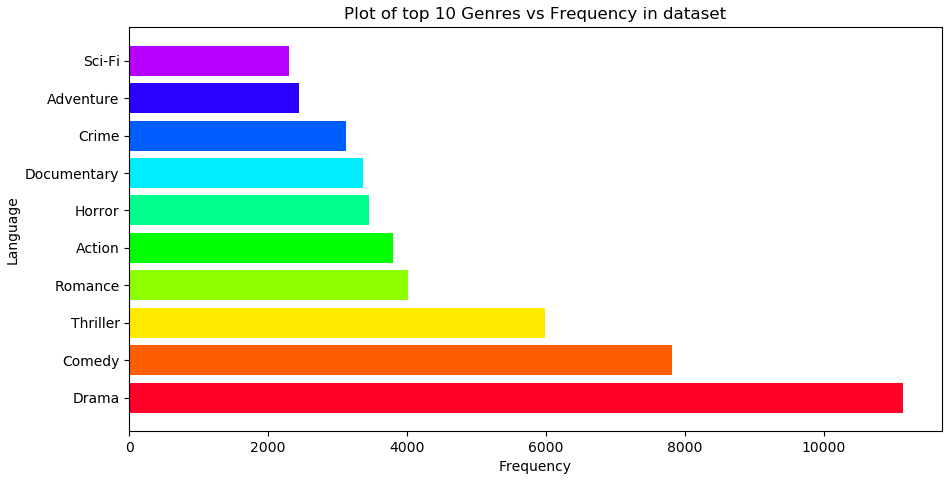 Plot of top 10 Genres vs Frequency in dataset
Language
Sci-Fi
Adventure
Crime
Documentary
Horror
Action
Romance
Thriller
Comedy
Drama
0 2000 4000 6000 8000 10000
Frequency